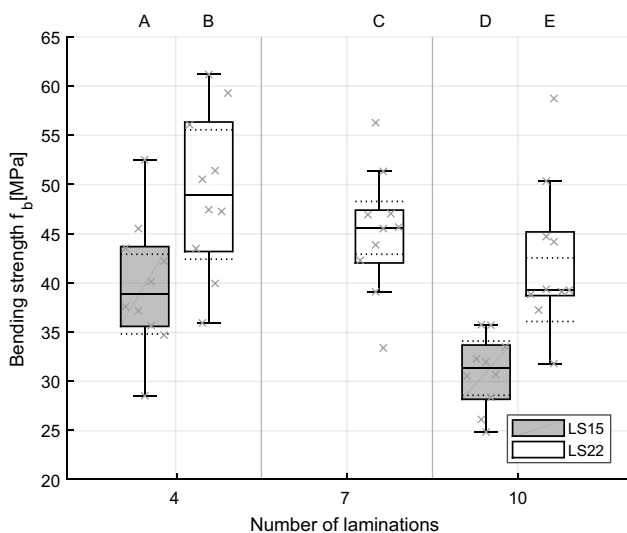 A B C D E
65
60
55
50
45
40
35
30
25
20
Bending strength f_b[MPa]
LS15
LS22
4 7 10
Number of laminations